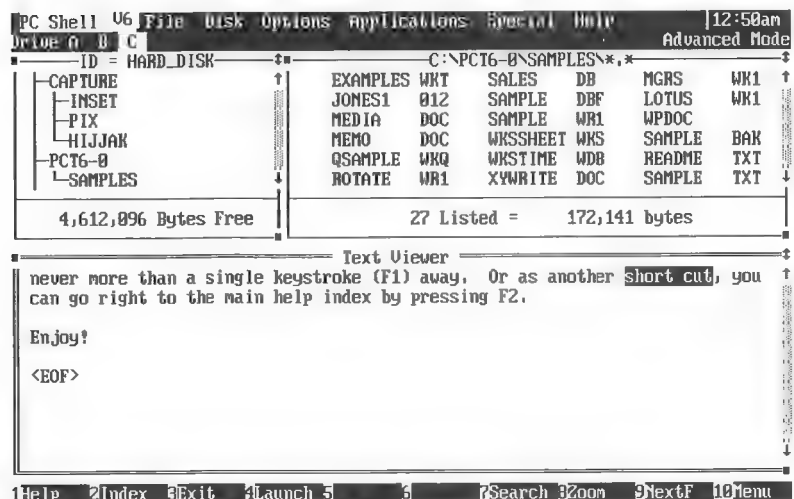 PC Shell V6 File Disk Options Applications Special Help 12:50am
Drive A B C Advanced Mode
ID = HARD_DISK
CAPTURE
INSET
PIX
HIJJAK
PCT6-0
SAMPLES
4,612,096 Bytes Free
C:\PCT6-0\SAMPLES\*.*
EXAMPLES WKT SALES DB MGRS WK1
JONES1 012 SAMPLE DBF LOTUS WK1
MEDIA DOC SAMPLE WR1 WPDOC
MEMO DOC WKSSHEET WKS SAMPLE BAK
QSAMPLE WKQ WKSTIME WDB README TXT
ROTATE WR1 XYWRITE DOC SAMPLE TXT
27 Listed = 172,141 bytes
Text Viewer
never more than a single keystroke (F1) away. Or as another short cut, you
can go right to the main help index by pressing F2.
Enjoy!
<EOF>
1Help 2Index 3Exit 4Launch 5 6 7Search 8Zoom 9NextF 10Menu